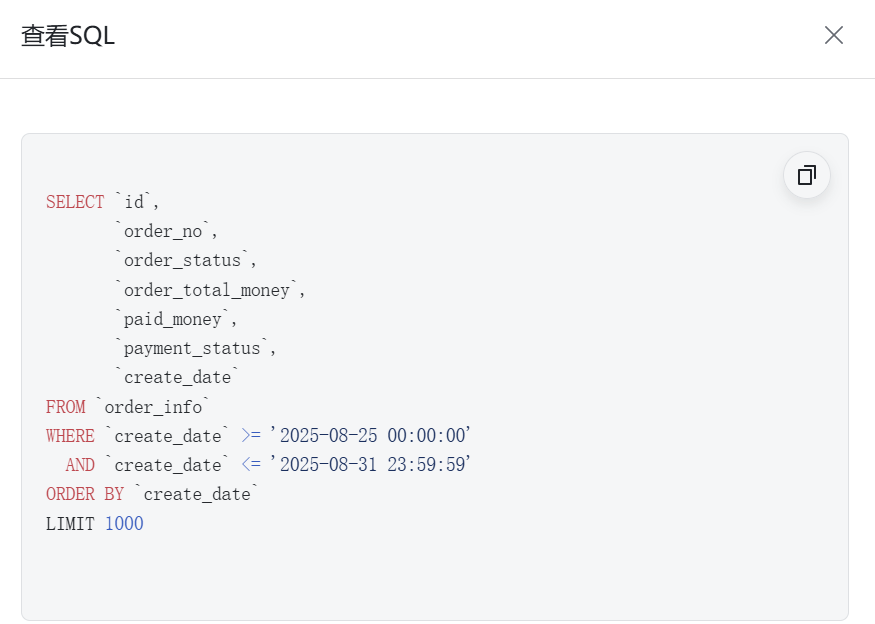 查看SQL
SELECT `id`,
`order_no`,
`order_status`,
`order_total_money`,
`paid_money`,
`payment_status`,
`create_date`
FROM `order_info`
WHERE `create_date` >= '2025-08-25 00:00:00'
AND `create_date` <= '2025-08-31 23:59:59'
ORDER BY `create_date`
LIMIT 1000